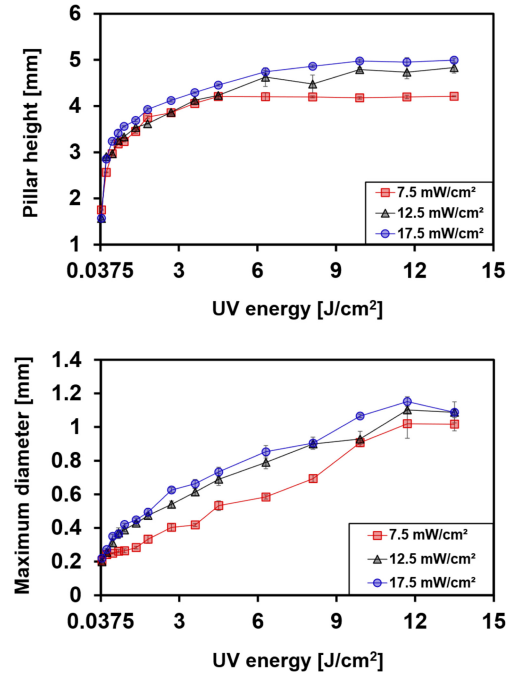 Pillar height [mm]
6
5
4
3
2
1
7.5 mW/cm²
12.5 mW/cm²
17.5 mW/cm²
0.0375 3 6 9 12 15
UV energy [J/cm²]
Maximum diameter [mm]
1.4
1.2
1
0.8
0.6
0.4
0.2
0
7.5 mW/cm²
12.5 mW/cm²
17.5 mW/cm²
0.0375 3 6 9 12 15
UV energy [J/cm²]